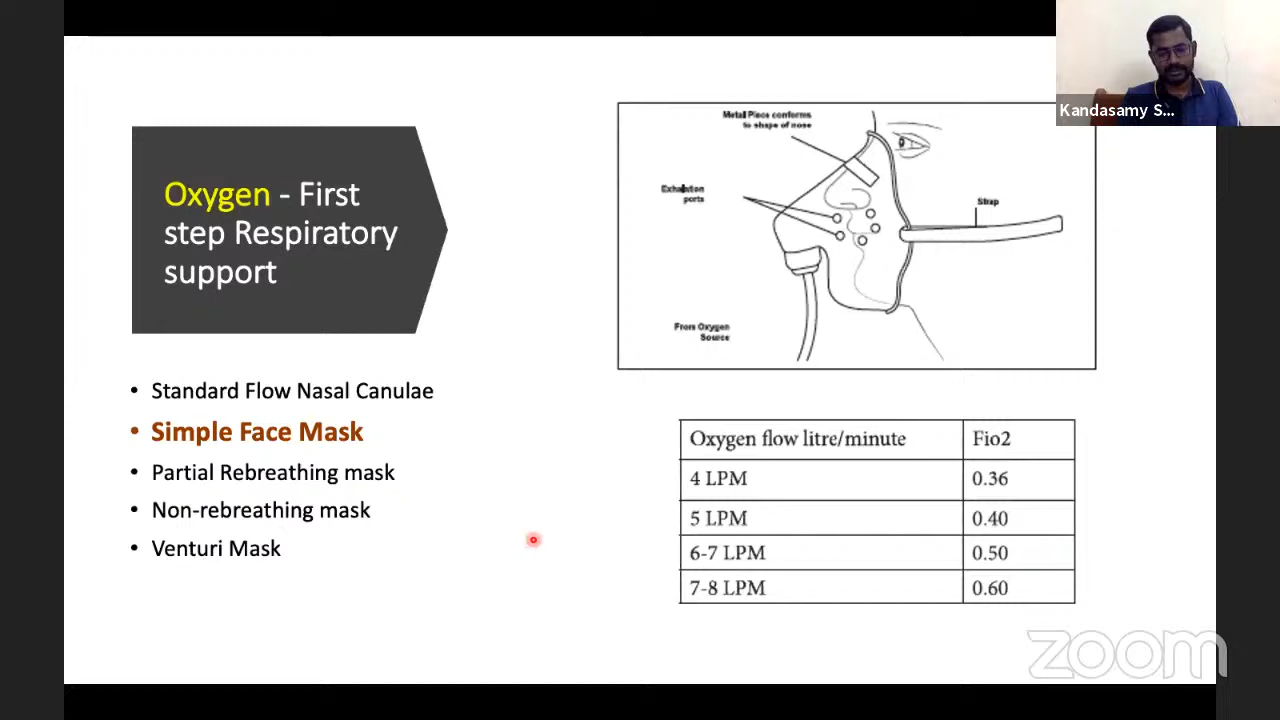 Kandasamy S...
Oxygen - First
step Respiratory
support
• Standard Flow Nasal Canulae
• Simple Face Mask
• Partial Rebreathing mask
• Non-rebreathing mask
• Venturi Mask
Metal Piece conforms
to shape of nose
Exhalation
ports
Strap
From Oxygen
Source
Oxygen flow litre/minute Fio2
4 LPM 0.36
5 LPM 0.40
6-7 LPM 0.50
7-8 LPM 0.60
zoom